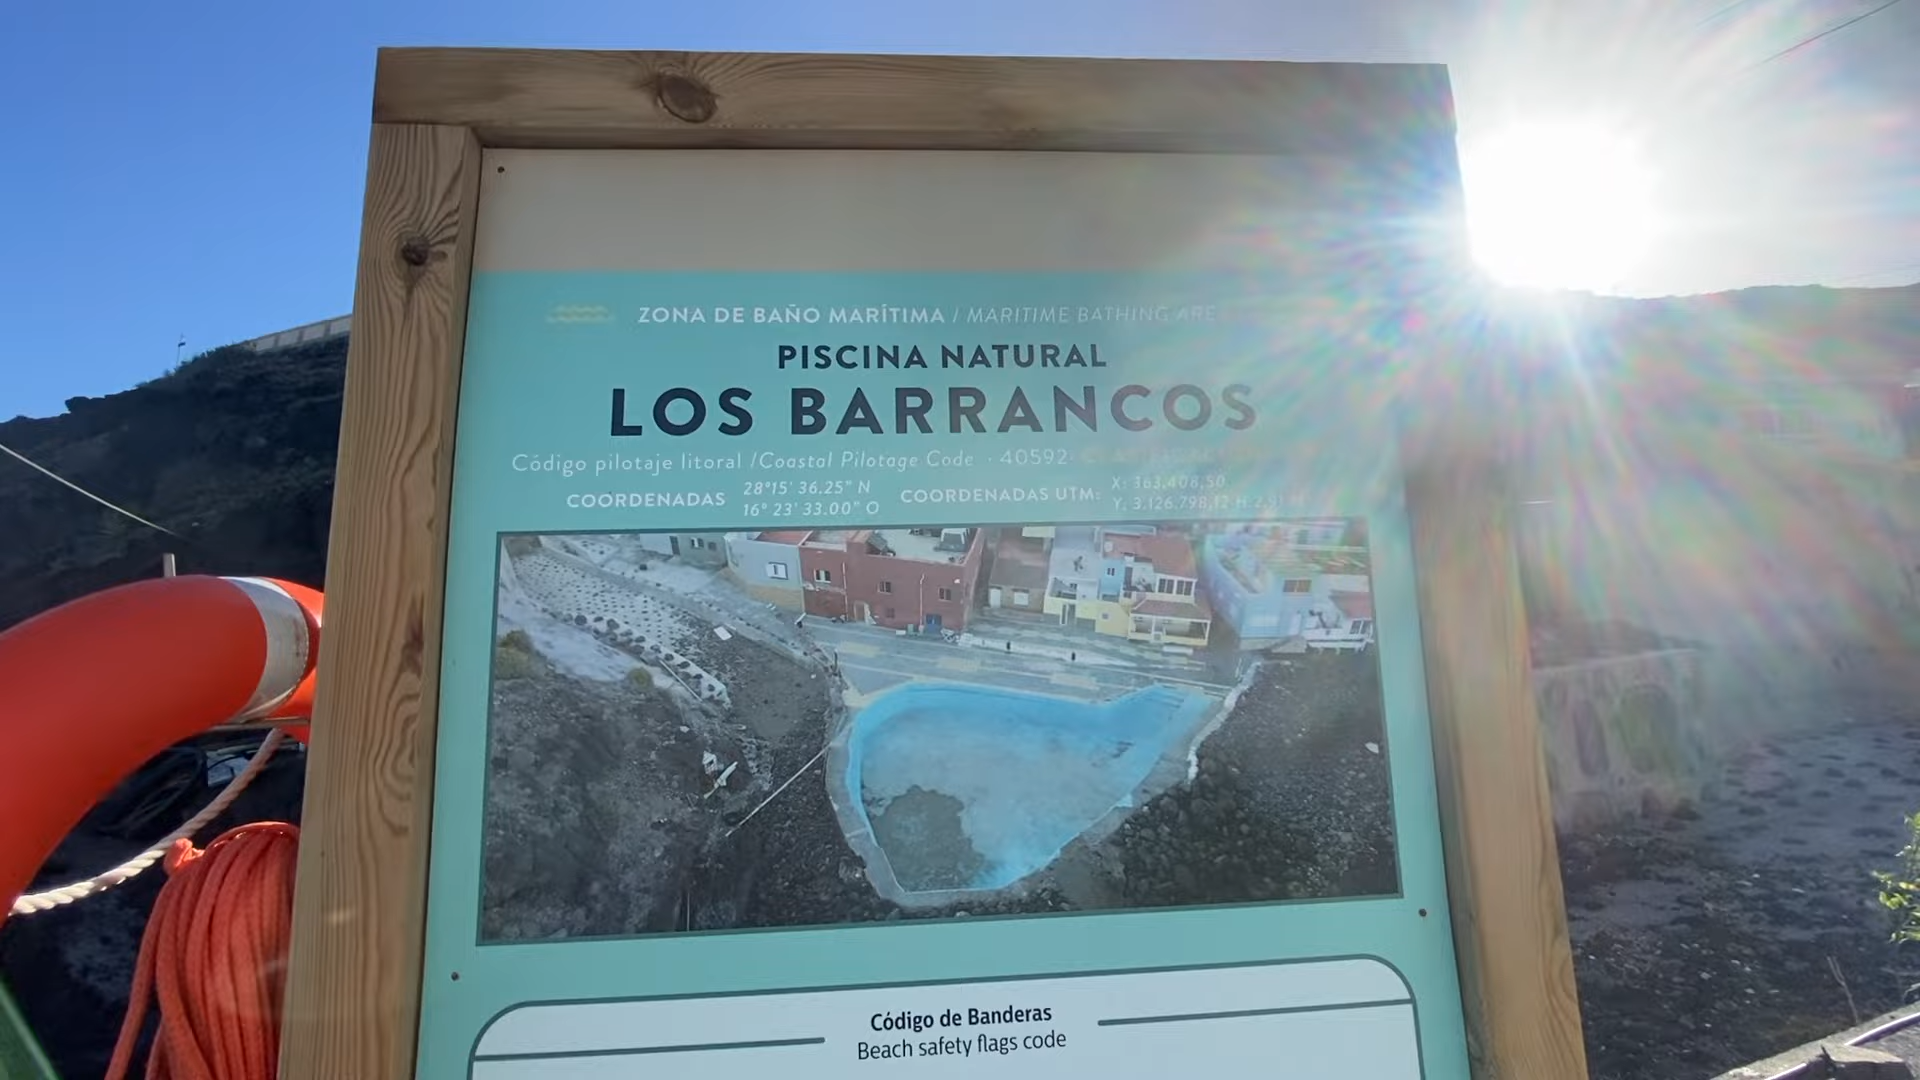 ZONA DE BAÑO MARÍTIMA / MARITIME BATHING ARE
PISCINA NATURAL
LOS BARRANCOS
Código pilotaje litoral /Coastal Pilotage Code · 40592-
COORDENADAS 28°15' 36.25" N 16° 23' 33.00" O COORDENADAS UTM: X: 363,408,50 Y: 3.126.798,12 H:2,91
Código de Banderas
Beach safety flags code